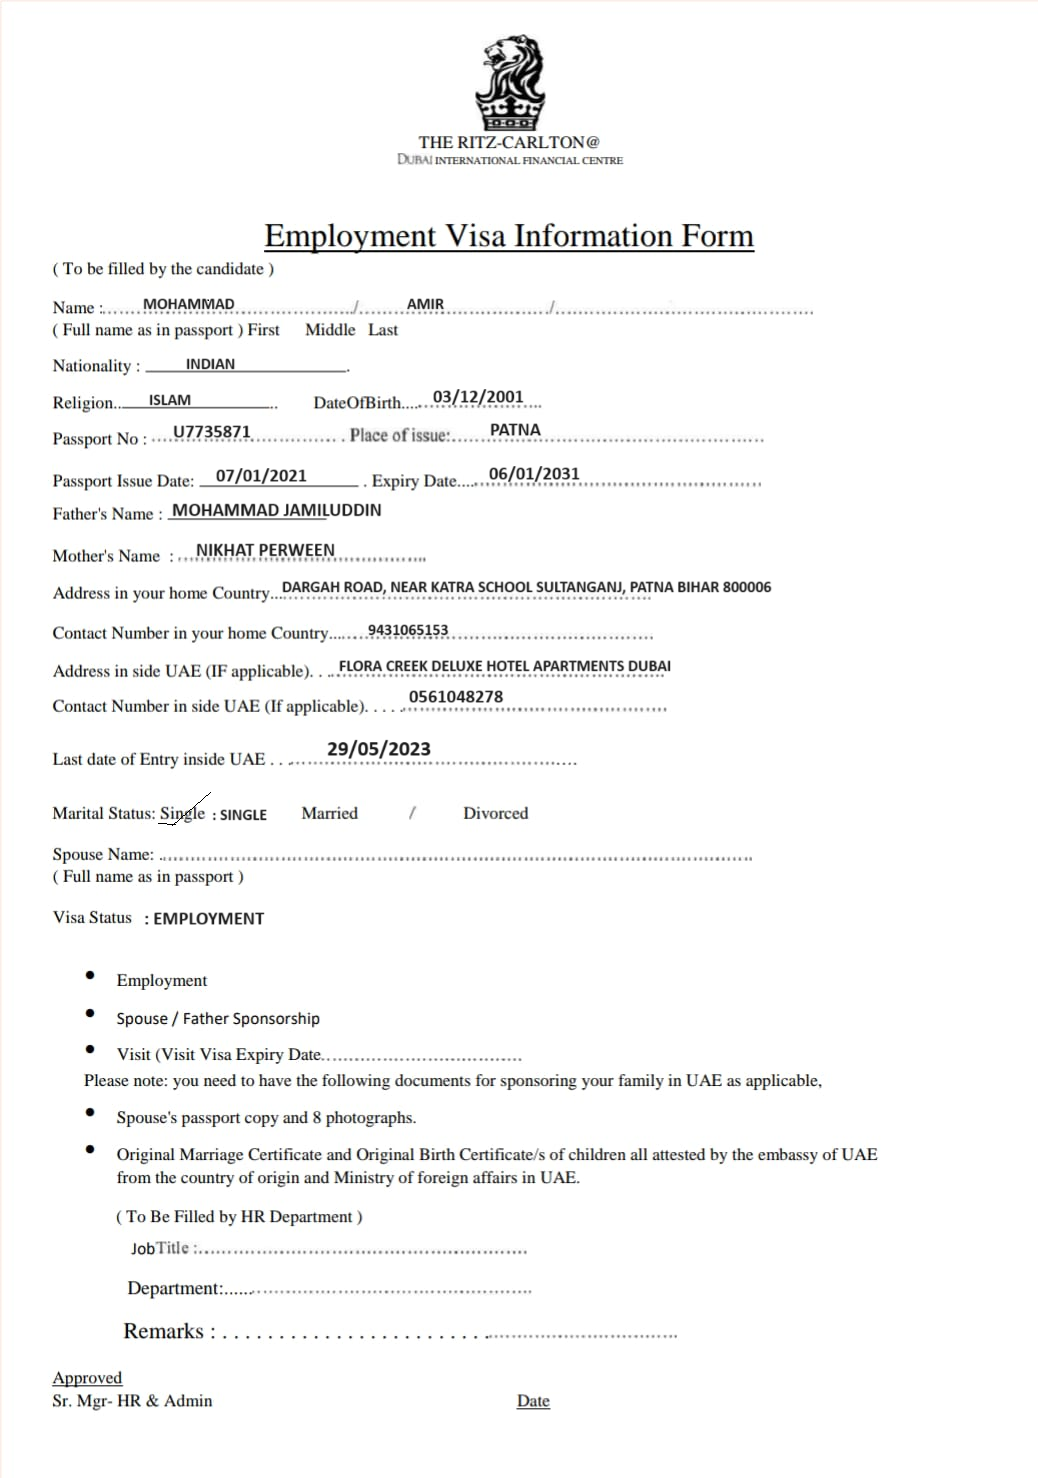 THE RITZ-CARLTON@
DUBAI INTERNATIONAL FINANCIAL CENTRE
Employment Visa Information Form
( To be filled by the candidate )
Name :....... MOHAMMAD ..................../....... AMIR ................../............................................
( Full name as in passport ) First Middle Last
Nationality : ____INDIAN____________.
Religion..___ISLAM________.. DateOfBirth...... 03/12/2001 ...
Passport No : .... U7735871 ................ . Place of issue:...... PATNA ......................................
Passport Issue Date: _07/01/2021_____ . Expiry Date...... 06/01/2031 ....................................
Father's Name : MOHAMMAD JAMILUDDIN
Mother's Name : .... NIKHAT PERWEEN ................
Address in your home Country... DARGAH ROAD, NEAR KATRA SCHOOL SULTANGANJ, PATNA BIHAR 800006
Contact Number in your home Country....... 9431065153 ........................................
Address in side UAE (IF applicable). . .. FLORA CREEK DELUXE HOTEL APARTMENTS DUBAI
Contact Number in side UAE (If applicable). . . . . 0561048278 ................................
Last date of Entry inside UAE . . ....... 29/05/2023 .............................
Marital Status: Single : SINGLE Married / Divorced
Spouse Name: ........................................................................................................
( Full name as in passport )
Visa Status : EMPLOYMENT
• Employment
• Spouse / Father Sponsorship
• Visit (Visit Visa Expiry Date...................................
Please note: you need to have the following documents for sponsoring your family in UAE as applicable,
• Spouse's passport copy and 8 photographs.
• Original Marriage Certificate and Original Birth Certificate/s of children all attested by the embassy of UAE
from the country of origin and Ministry of foreign affairs in UAE.
( To Be Filled by HR Department )
JobTitle :..........................................................
Department:..........................................................
Remarks : . . . . . . . . . . . . . . . . . . . . . . . ...............................
Approved
Sr. Mgr- HR & Admin Date